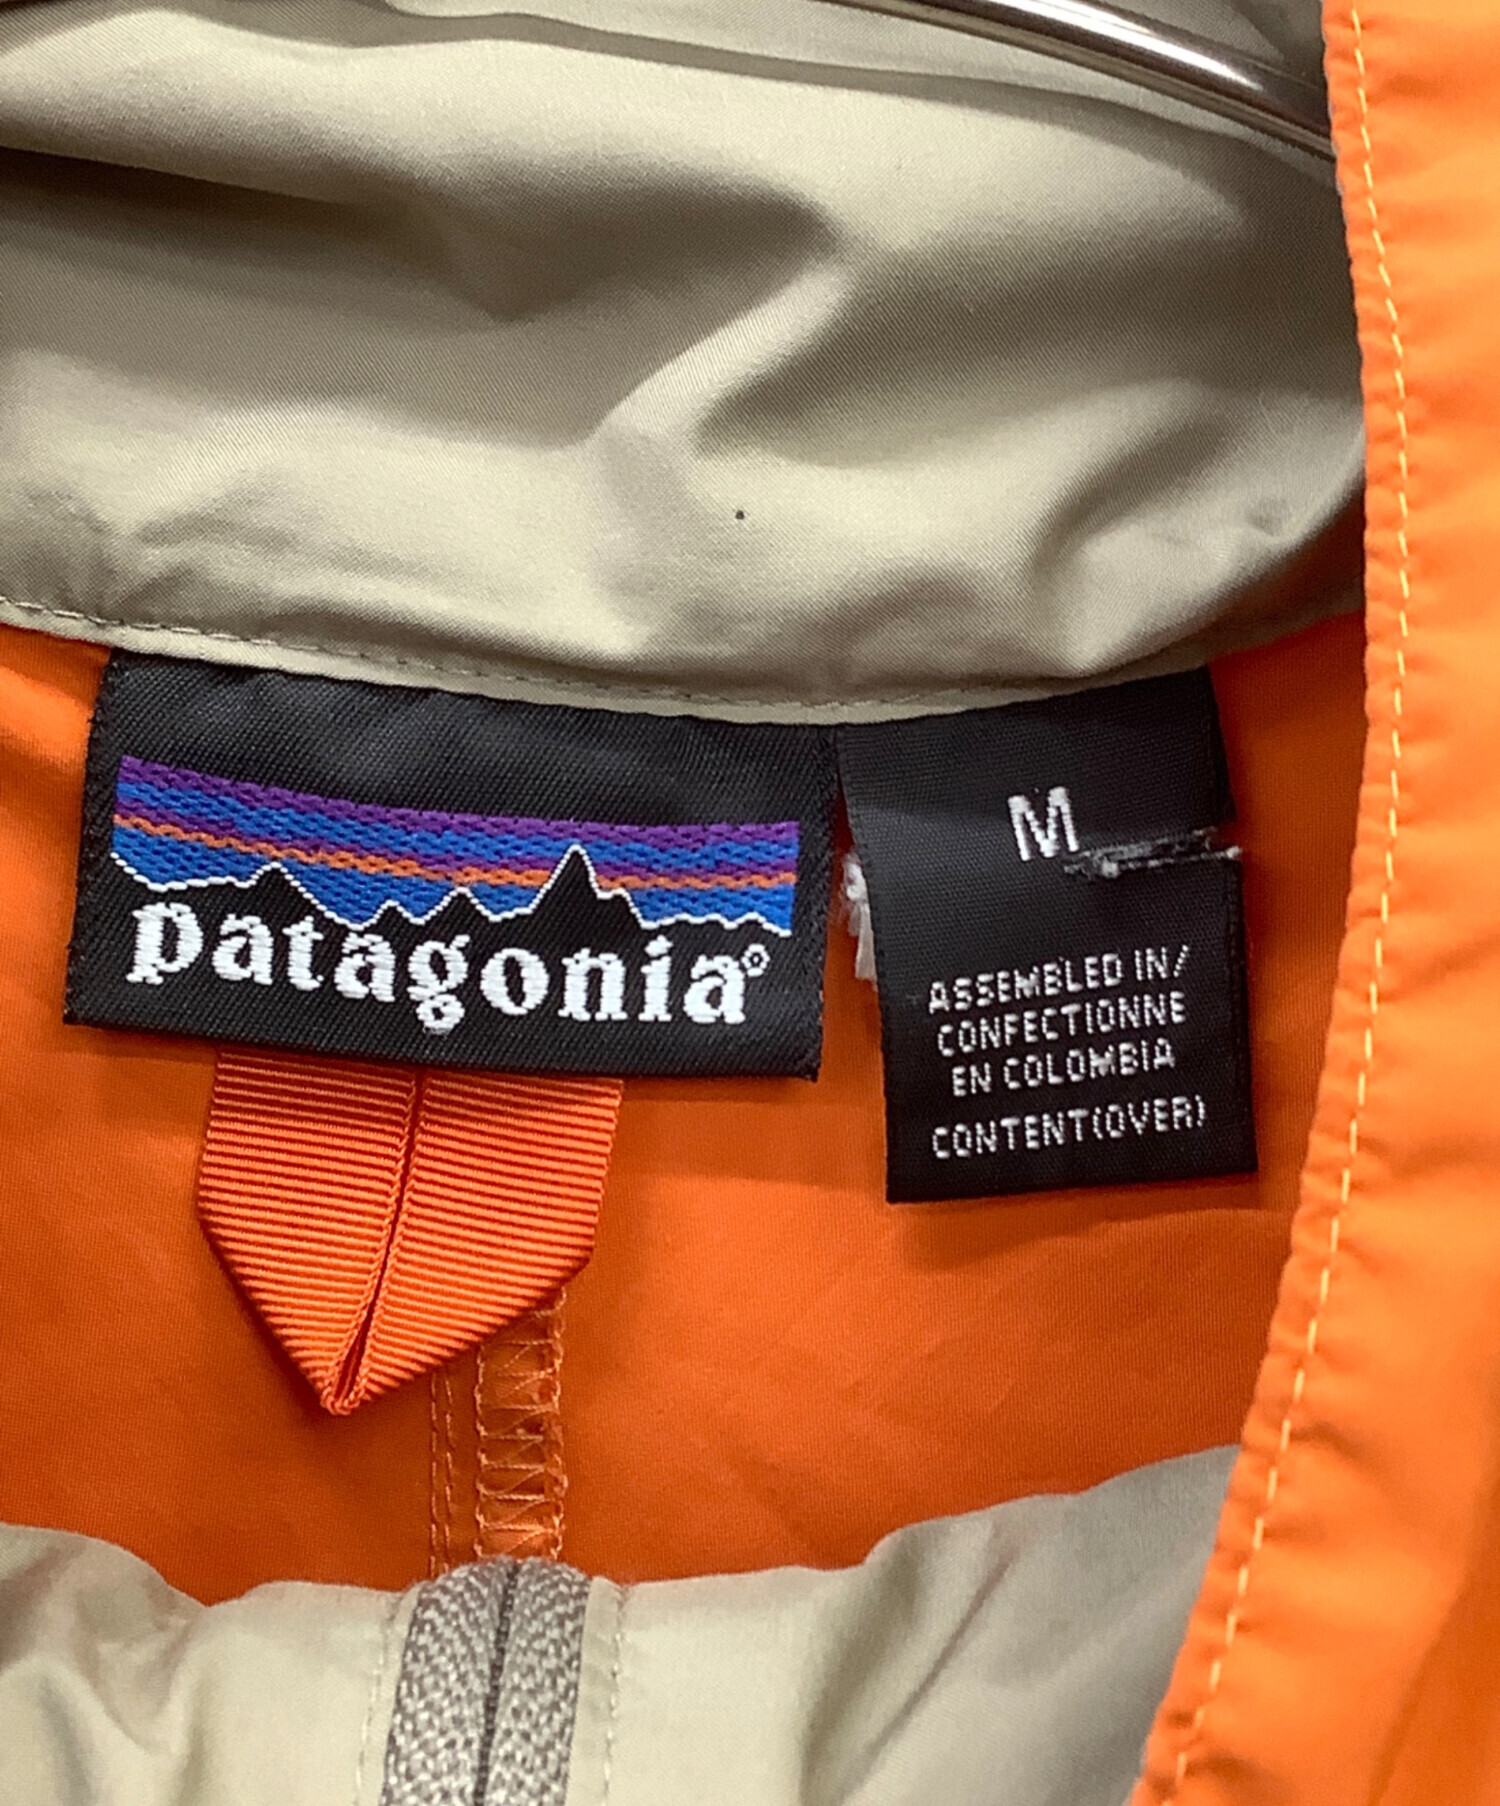 patagonia®
M
ASSEMBLED IN/
CONFECTIONNE
EN COLOMBIA
CONTENT(OVER)